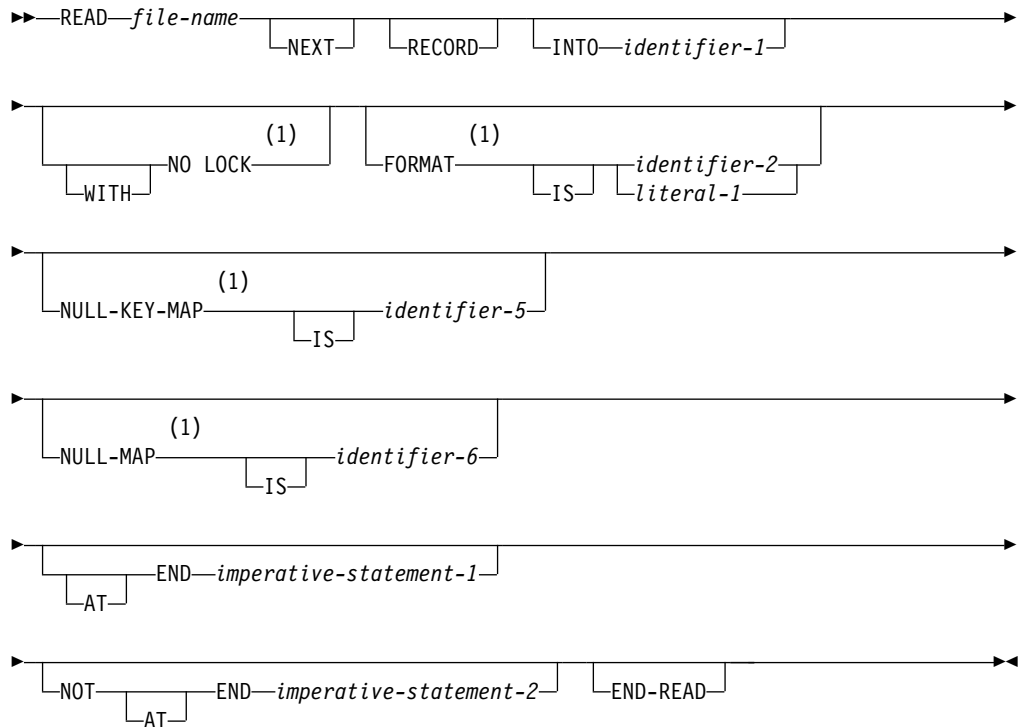 READ file-name NEXT RECORD INTO identifier-1
WITH NO LOCK (1) FORMAT (1) IS identifier-2 literal-1
NULL-KEY-MAP (1) IS identifier-5
NULL-MAP (1) IS identifier-6
AT END imperative-statement-1
NOT AT END imperative-statement-2 END-READ